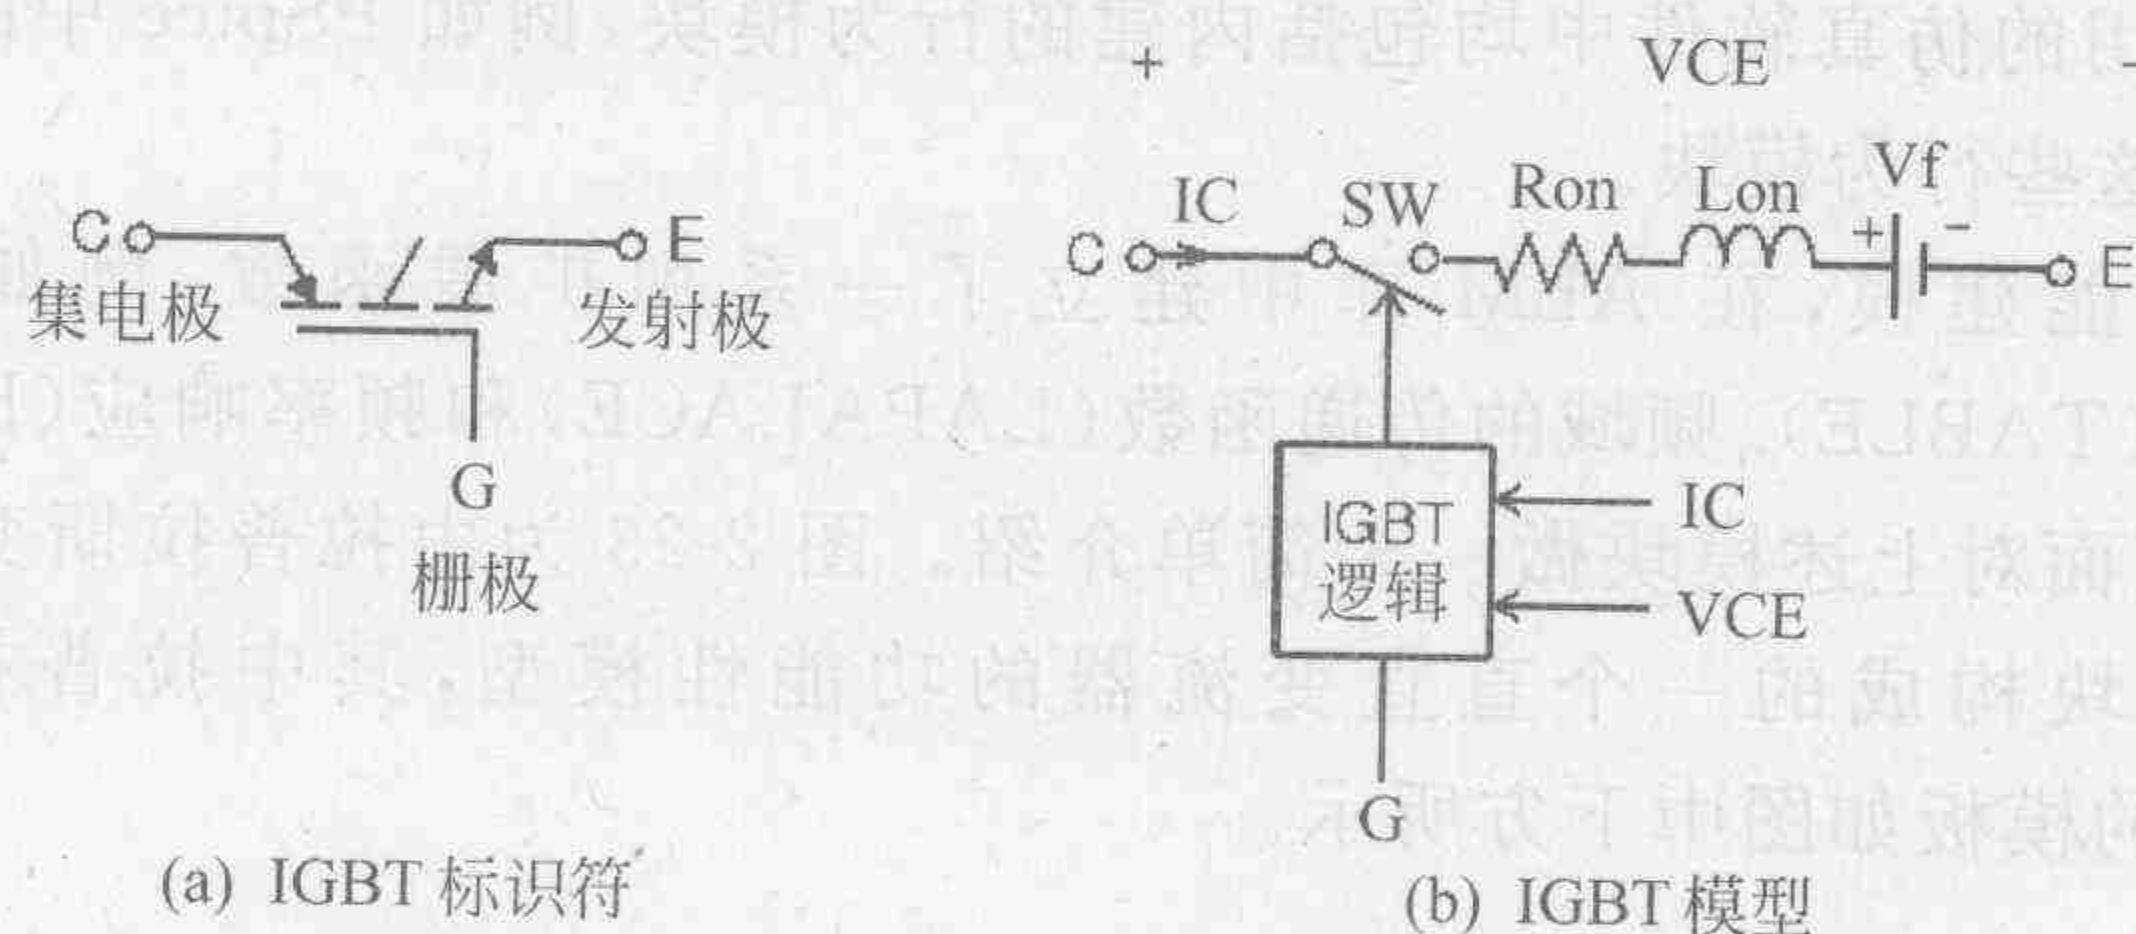 + VCE -
C
E
集电极
发射极
G
栅极
(a) IGBT 标识符
C
IC
SW
Ron
Lon
Vf
+ -
E
IGBT
逻辑
IC
VCE
G
(b) IGBT 模型